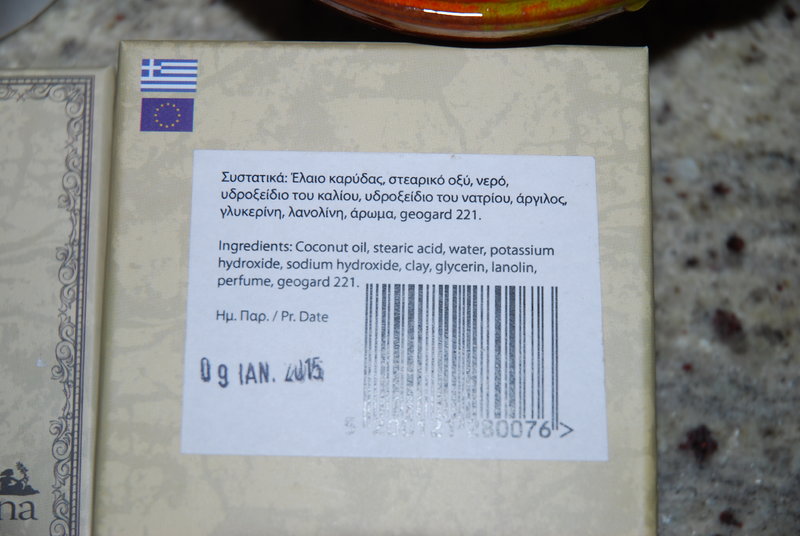 Συστατικά: Έλαιο καρύδας, στεαρικό οξύ, νερό,
υδροξείδιο του καλίου, υδροξείδιο του νατρίου, άργιλος,
γλυκερίνη, λανολίνη, άρωμα, geogard 221.
Ingredients: Coconut oil, stearic acid, water, potassium
hydroxide, sodium hydroxide, clay, glycerin, lanolin,
perfume, geogard 221.
Ημ. Παρ. / Pr. Date
09 ΙΑΝ. 2015
na